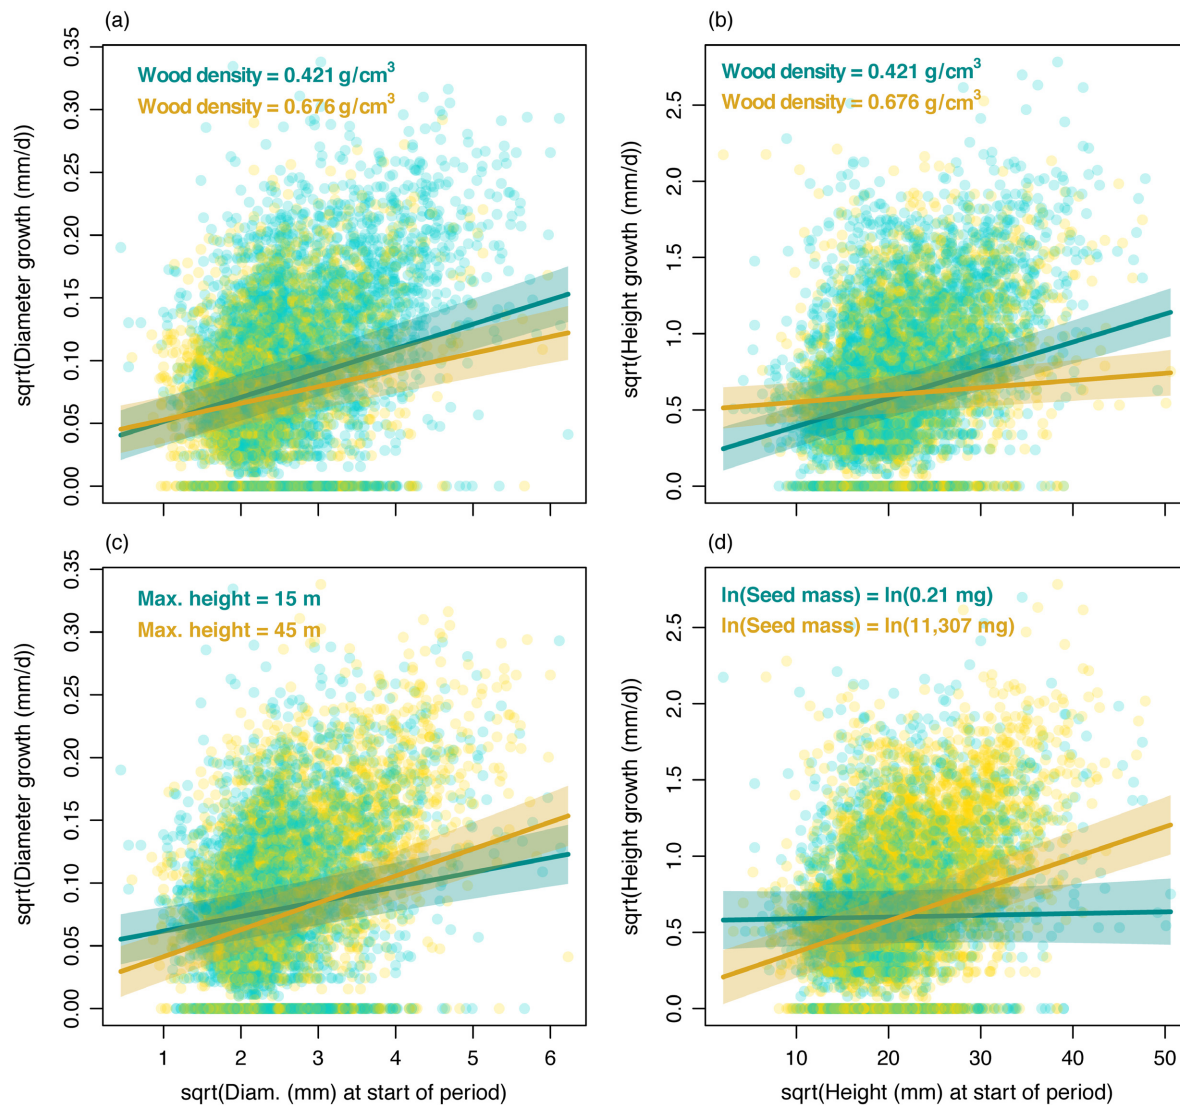 (a)
Wood density = 0.421 g/cm³
Wood density = 0.676 g/cm³
sqrt(Diameter growth (mm/d))
0.35
0.30
0.25
0.20
0.15
0.10
0.05
0.00
(b)
Wood density = 0.421 g/cm³
Wood density = 0.676 g/cm³
sqrt(Height growth (mm/d))
2.5
2.0
1.5
1.0
0.5
0.0
(c)
Max. height = 15 m
Max. height = 45 m
sqrt(Diameter growth (mm/d))
0.35
0.30
0.25
0.20
0.15
0.10
0.05
0.00
1 2 3 4 5 6
sqrt(Diam. (mm) at start of period)
(d)
ln(Seed mass) = ln(0.21 mg)
ln(Seed mass) = ln(11,307 mg)
sqrt(Height growth (mm/d))
2.5
2.0
1.5
1.0
0.5
0.0
10 20 30 40 50
sqrt(Height (mm) at start of period)